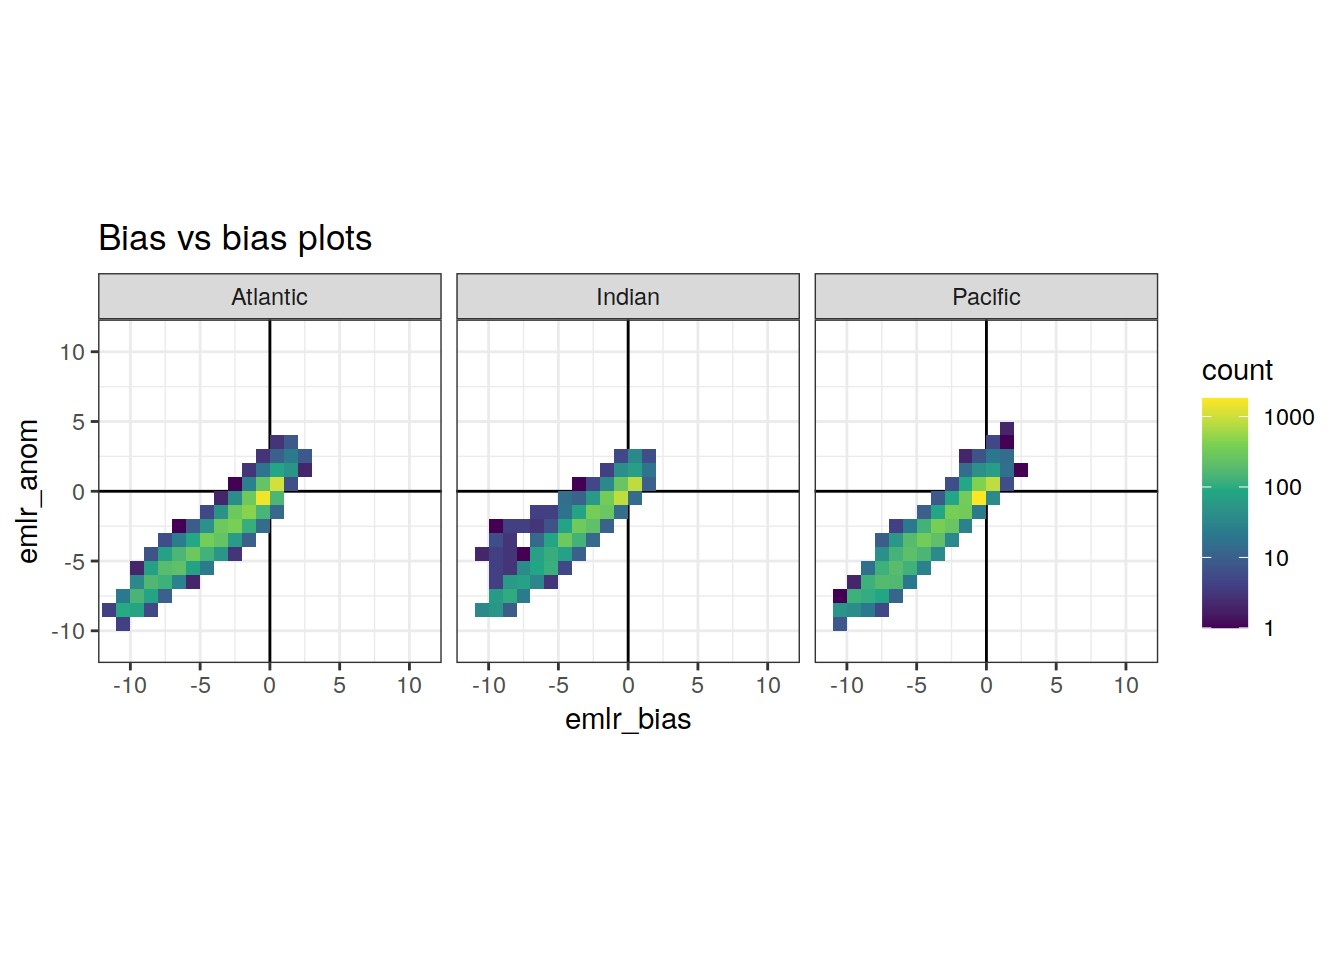 Bias vs bias plots
Atlantic Indian Pacific
emlr_anom
10
5
0
-5
-10
-10 -5 0 5 10 -10 -5 0 5 10 -10 -5 0 5 10
emlr_bias
count
1000
100
10
1